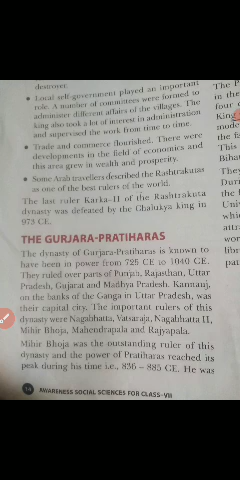 destroyer.
• Local self-government played an important
role. A number of committees were formed to
administer different affairs of the villages. The
king also took a lot of interest in administration
and supervised the work from time to time.
• Trade and commerce flourished. There were
developments in the field of economics and
this area grew in wealth and prosperity.
• Some Arab travellers described the Rashtrakutas
as one of the best rulers of the world.
The last ruler Karka-II of the Rashtrakuta
dynasty was defeated by the Chalukya king in
973 CE.
THE GURJARA-PRATIHARAS
The dynasty of Gurjara-Pratiharas is known to
have been in power from 725 CE to 1040 CE.
They ruled over parts of Punjab, Rajasthan, Uttar
Pradesh, Gujarat and Madhya Pradesh. Kannauj,
on the banks of the Ganga in Uttar Pradesh, was
their capital city. The important rulers of this
dynasty were Nagabhatta, Vatsaraja, Nagabhatta II,
Mihir Bhoja, Mahendrapala and Rajyapala.
Mihir Bhoja was the outstanding ruler of this
dynasty and the power of Pratiharas reached its
peak during his time i.e., 836 – 885 CE. He was
AWARENESS SOCIAL SCIENCES FOR CLASS-VII
in the
four
King
mode
the fa
This
Bihar
They
Durr
the
Univ
whic
attra
wor
libr
pat